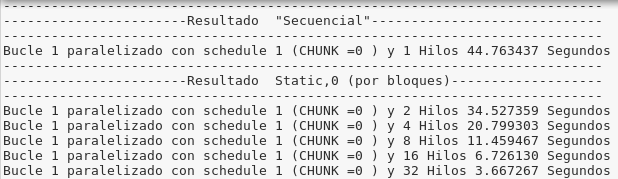 ---------------------------------------------------------------------------
-----------------------Resultado  "Secuencial"-----------------------------
---------------------------------------------------------------------------
Bucle 1 paralelizado con schedule 1 (CHUNK =0 ) y 1 Hilos 44.763437 Segundos
---------------------------------------------------------------------------
-----------------------Resultado  Static,0 (por bloques)-------------------
---------------------------------------------------------------------------
Bucle 1 paralelizado con schedule 1 (CHUNK =0 ) y 2 Hilos 34.527359 Segundos
Bucle 1 paralelizado con schedule 1 (CHUNK =0 ) y 4 Hilos 20.799303 Segundos
Bucle 1 paralelizado con schedule 1 (CHUNK =0 ) y 8 Hilos 11.459467 Segundos
Bucle 1 paralelizado con schedule 1 (CHUNK =0 ) y 16 Hilos 6.726130 Segundos
Bucle 1 paralelizado con schedule 1 (CHUNK =0 ) y 32 Hilos 3.667267 Segundos